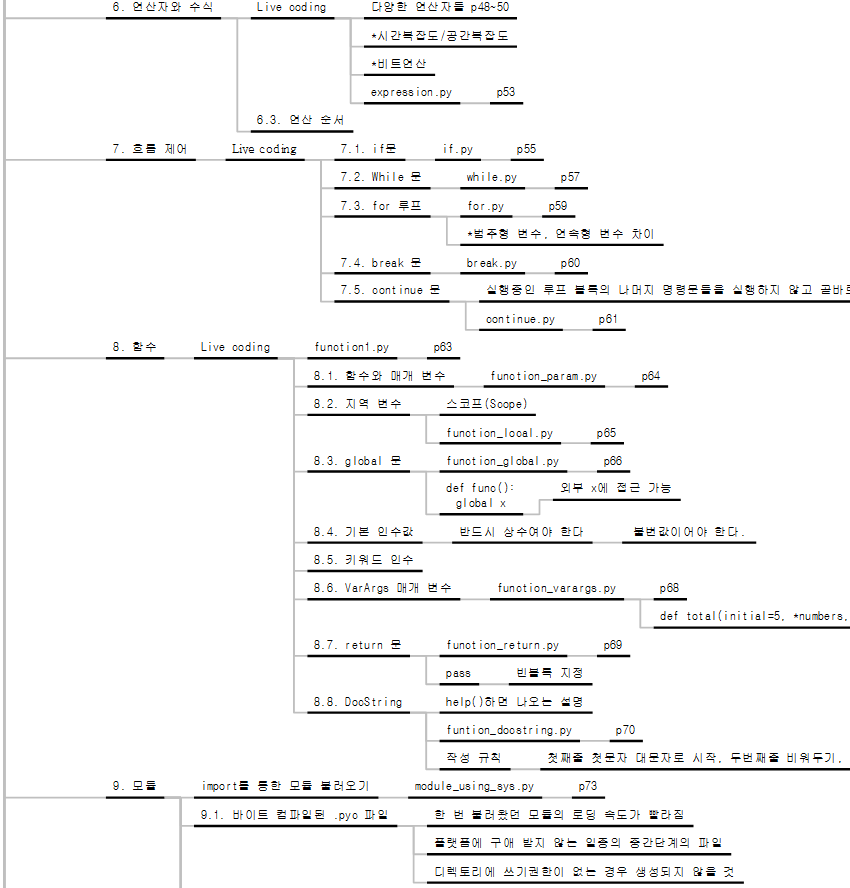 6. 연산자와 수식
Live coding
다양한 연산자들 p48~50
*시간복잡도/공간복잡도
*비트연산
expression.py
p53
6.3. 연산 순서
7. 흐름 제어
Live coding
7.1. if문
if.py
p55
7.2. While 문
while.py
p57
7.3. for 루프
for.py
p59
*범주형 변수, 연속형 변수 차이
7.4. break 문
break.py
p60
7.5. continue 문
실행중인 루프 블록의 나머지 명령문들을 실행하지 않고 곧바로
continue.py
p61
8. 함수
Live coding
function1.py
p63
8.1. 함수와 매개 변수
function_param.py
p64
8.2. 지역 변수
스코프(Scope)
function_local.py
p65
8.3. global 문
function_global.py
p66
def func():
global x
외부 x에 접근 가능
8.4. 기본 인수값
반드시 상수여야 한다
불변값이어야 한다.
8.5. 키워드 인수
8.6. VarArgs 매개 변수
function_varargs.py
p68
def total(initial=5, *numbers,
8.7. return 문
function_return.py
p69
pass
빈블록 지정
8.8. DocString
help()하면 나오는 설명
funtion_docstring.py
p70
작성 규칙
첫째줄 첫문자 대문자로 시작, 두번째줄 비워두기,
9. 모듈
import를 통한 모듈 불러오기
module_using_sys.py
p73
9.1. 바이트 컴파일된 .pyc 파일
한 번 불러왔던 모듈의 로딩 속도가 빨라짐
플랫폼에 구애 받지 않는 일종의 중간단계의 파일
디렉토리에 쓰기권한이 없는 경우 생성되지 않을 것